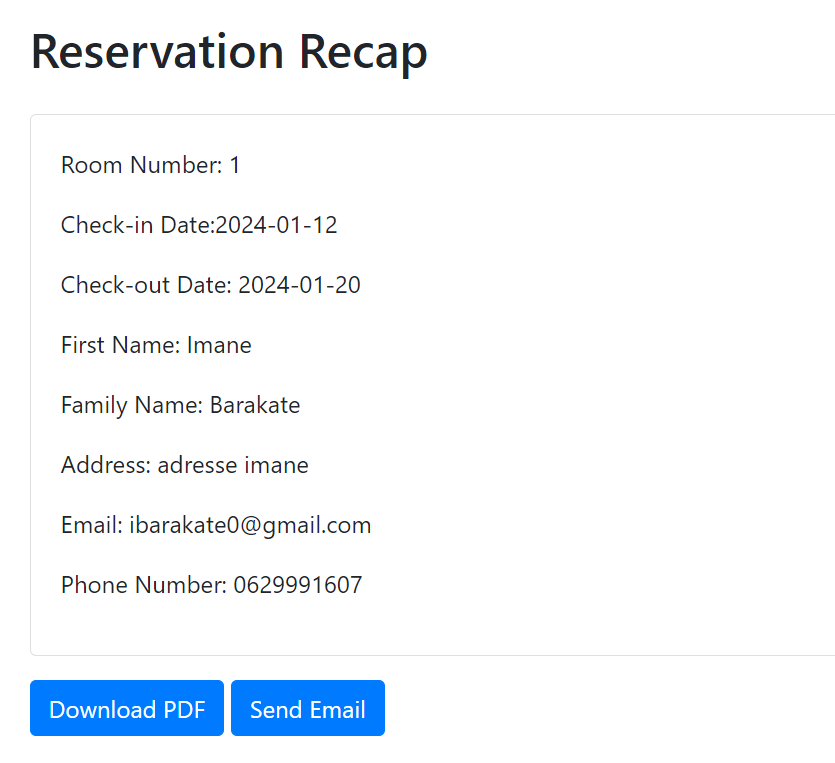 Reservation Recap
Room Number: 1
Check-in Date:2024-01-12
Check-out Date: 2024-01-20
First Name: Imane
Family Name: Barakate
Address: adresse imane
Email: ibarakate0@gmail.com
Phone Number: 0629991607
Download PDF Send Email